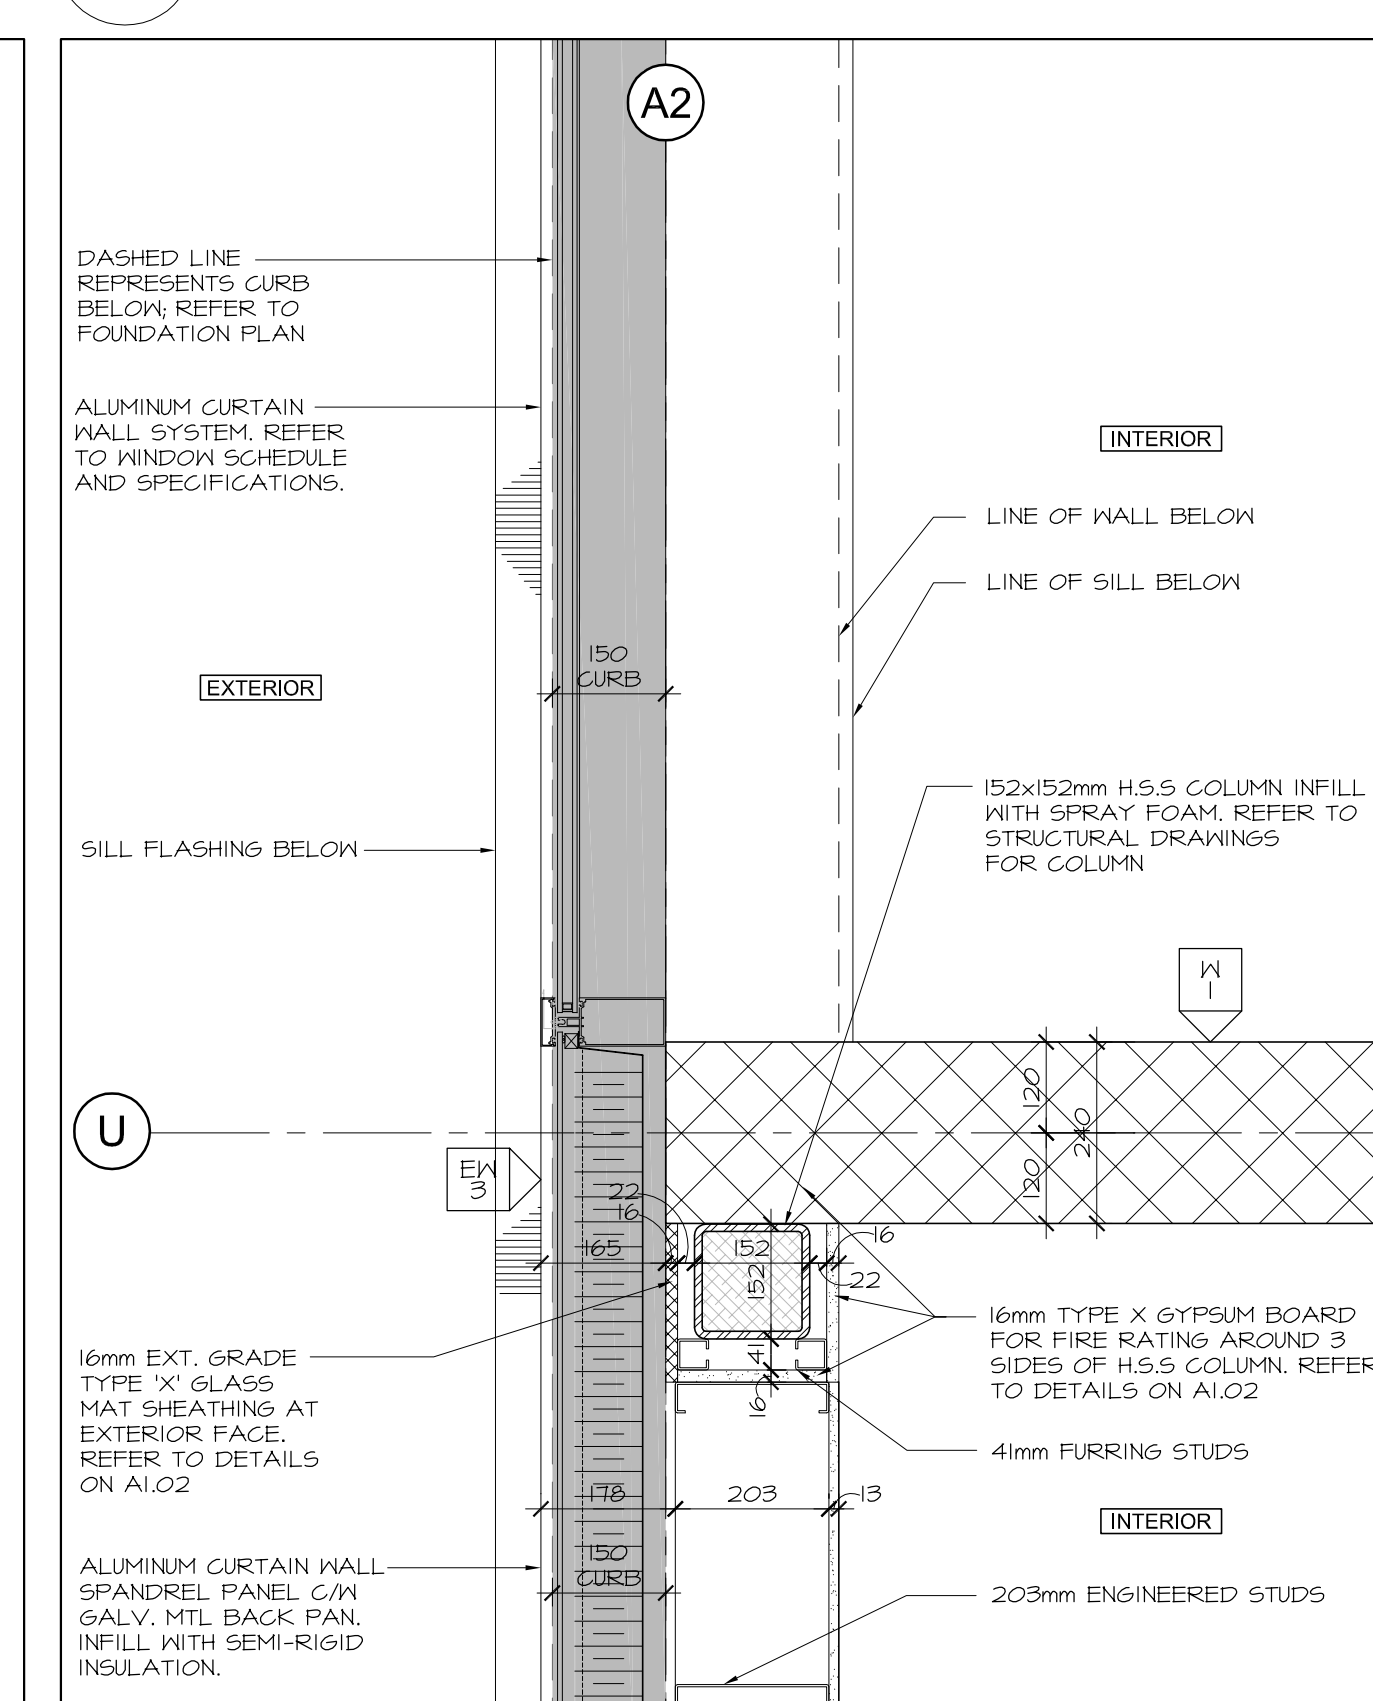 A2
DASHED LINE
REPRESENTS CURB
BELOW; REFER TO
FOUNDATION PLAN
ALUMINUM CURTAIN
WALL SYSTEM. REFER
TO WINDOW SCHEDULE
AND SPECIFICATIONS.
INTERIOR
LINE OF WALL BELOW
LINE OF SILL BELOW
150
CURB
EXTERIOR
152x152mm H.S.S COLUMN INFILL
WITH SPRAY FOAM. REFER TO
STRUCTURAL DRAWINGS
FOR COLUMN
SILL FLASHING BELOW
W
1
120
240
120
U
EW
3
22
16
165
152
152
16
22
41
16
16mm TYPE X GYPSUM BOARD
FOR FIRE RATING AROUND 3
SIDES OF H.S.S COLUMN. REFER
TO DETAILS ON A1.02
16mm EXT. GRADE
TYPE 'X' GLASS
MAT SHEATHING AT
EXTERIOR FACE.
REFER TO DETAILS
ON A1.02
41mm FURRING STUDS
178
203
13
INTERIOR
150
CURB
ALUMINUM CURTAIN WALL
SPANDREL PANEL C/W
GALV. MTL BACK PAN.
INFILL WITH SEMI-RIGID
INSULATION.
203mm ENGINEERED STUDS